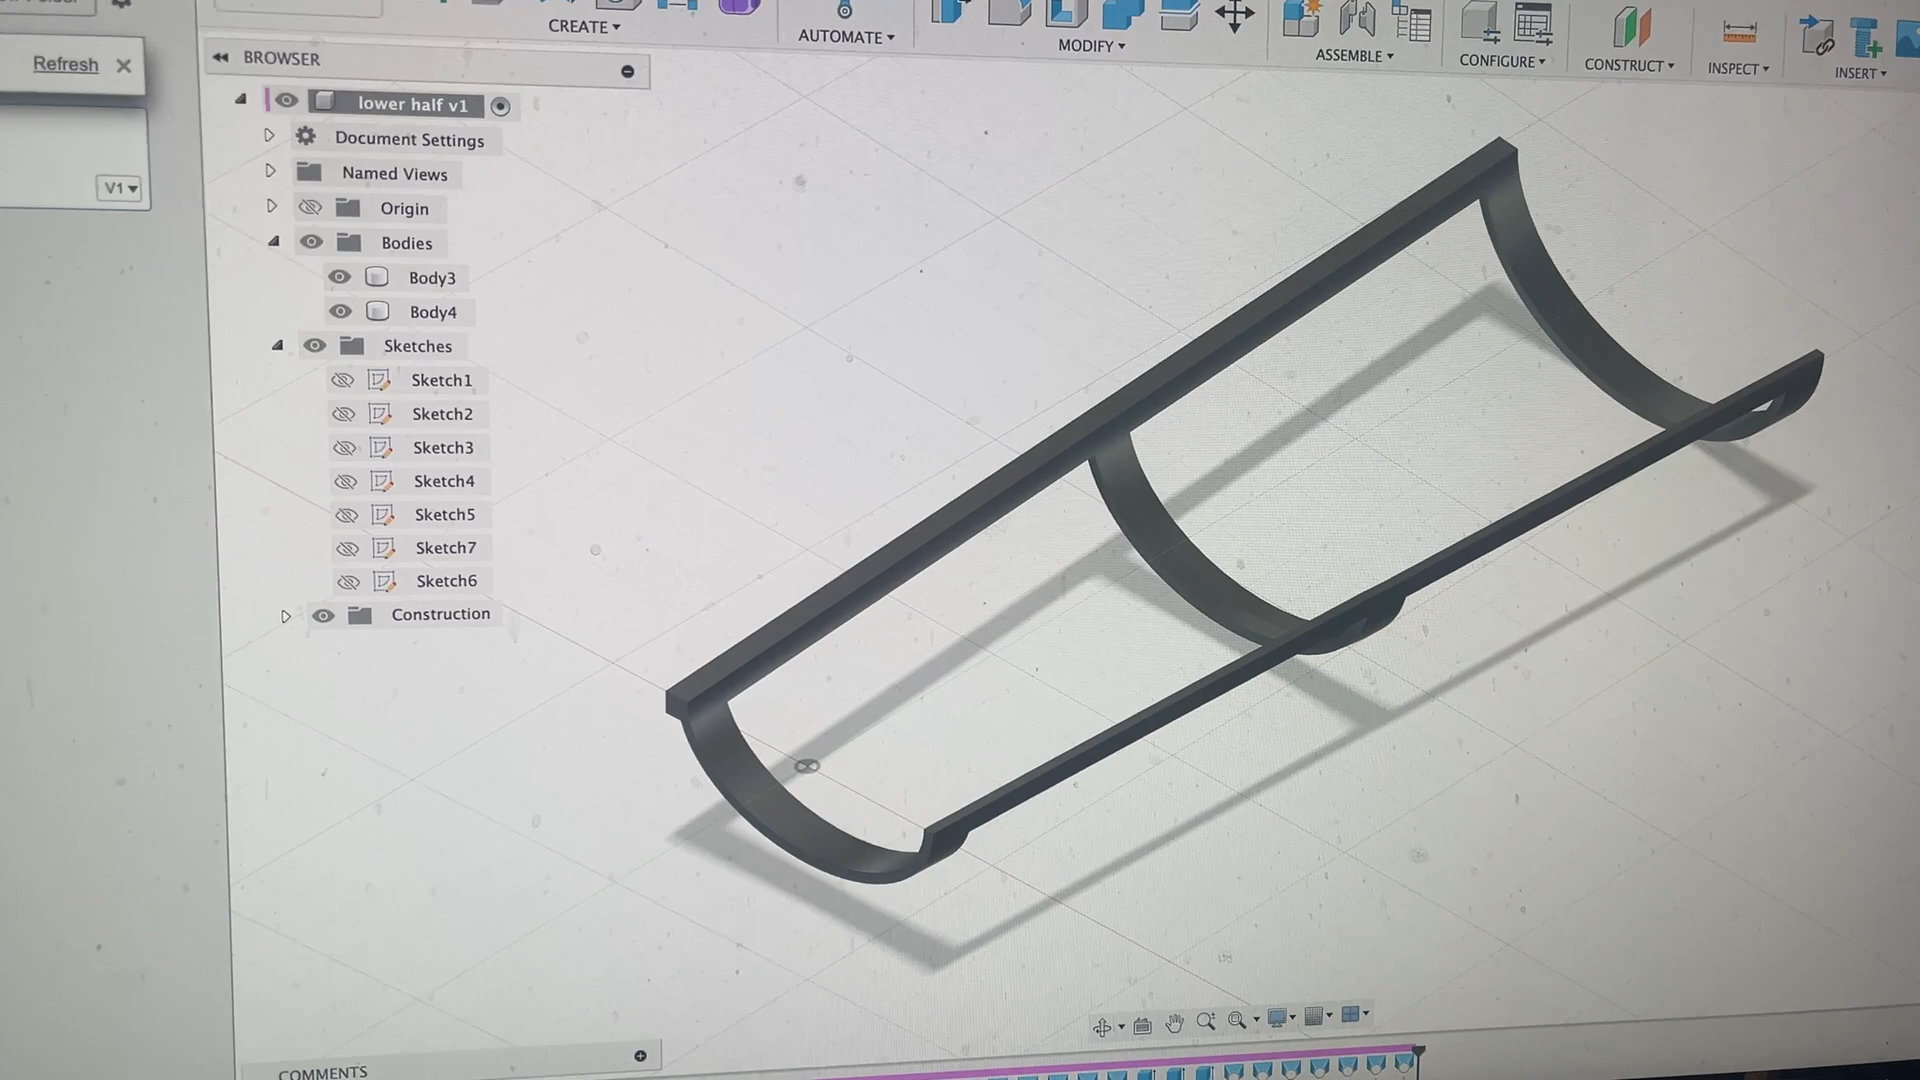 CREATE ▾
AUTOMATE ▾
MODIFY ▾
ASSEMBLE ▾
CONFIGURE ▾
CONSTRUCT ▾
INSPECT ▾
INSERT ▾
Refresh
V1 ▾
BROWSER
lower half v1
Document Settings
Named Views
Origin
Bodies
Body3
Body4
Sketches
Sketch1
Sketch2
Sketch3
Sketch4
Sketch5
Sketch7
Sketch6
Construction
COMMENTS